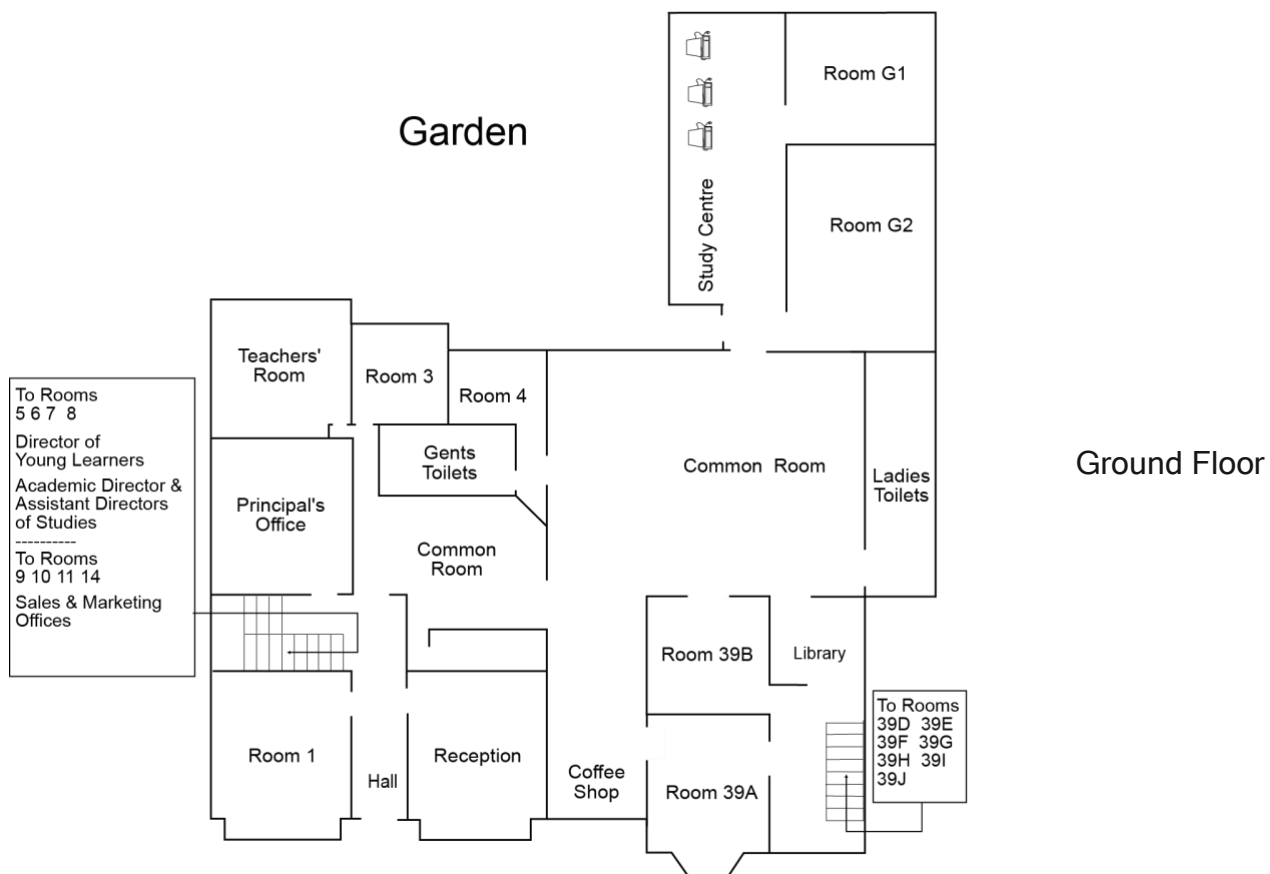 Garden
Room G1
Room G2
Study Centre
Ground Floor
Teachers'
Room
Room 3
Room 4
Gents
Toilets
Common Room
Ladies
Toilets
Principal's
Office
Common
Room
To Rooms
5 6 7 8
Director of
Young Learners
Academic Director &
Assistant Directors
of Studies
----------
To Rooms
9 10 11 14
Sales & Marketing
Offices
Room 39B
Library
Room 1
Hall
Reception
Coffee
Shop
Room 39A
To Rooms
39D 39E
39F 39G
39H 39I
39J